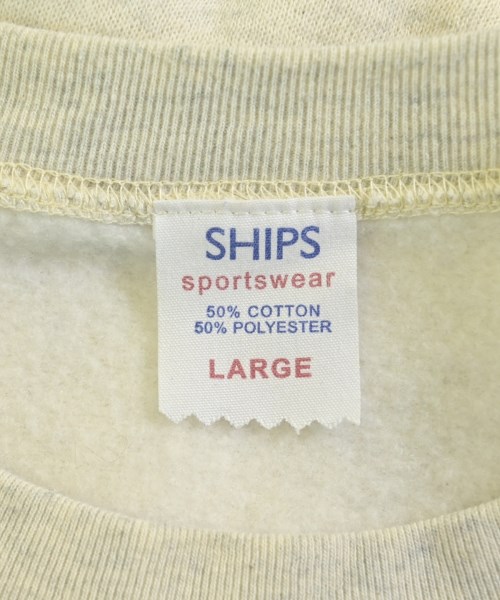 SHIPS
sportswear
50% COTTON
50% POLYESTER
LARGE